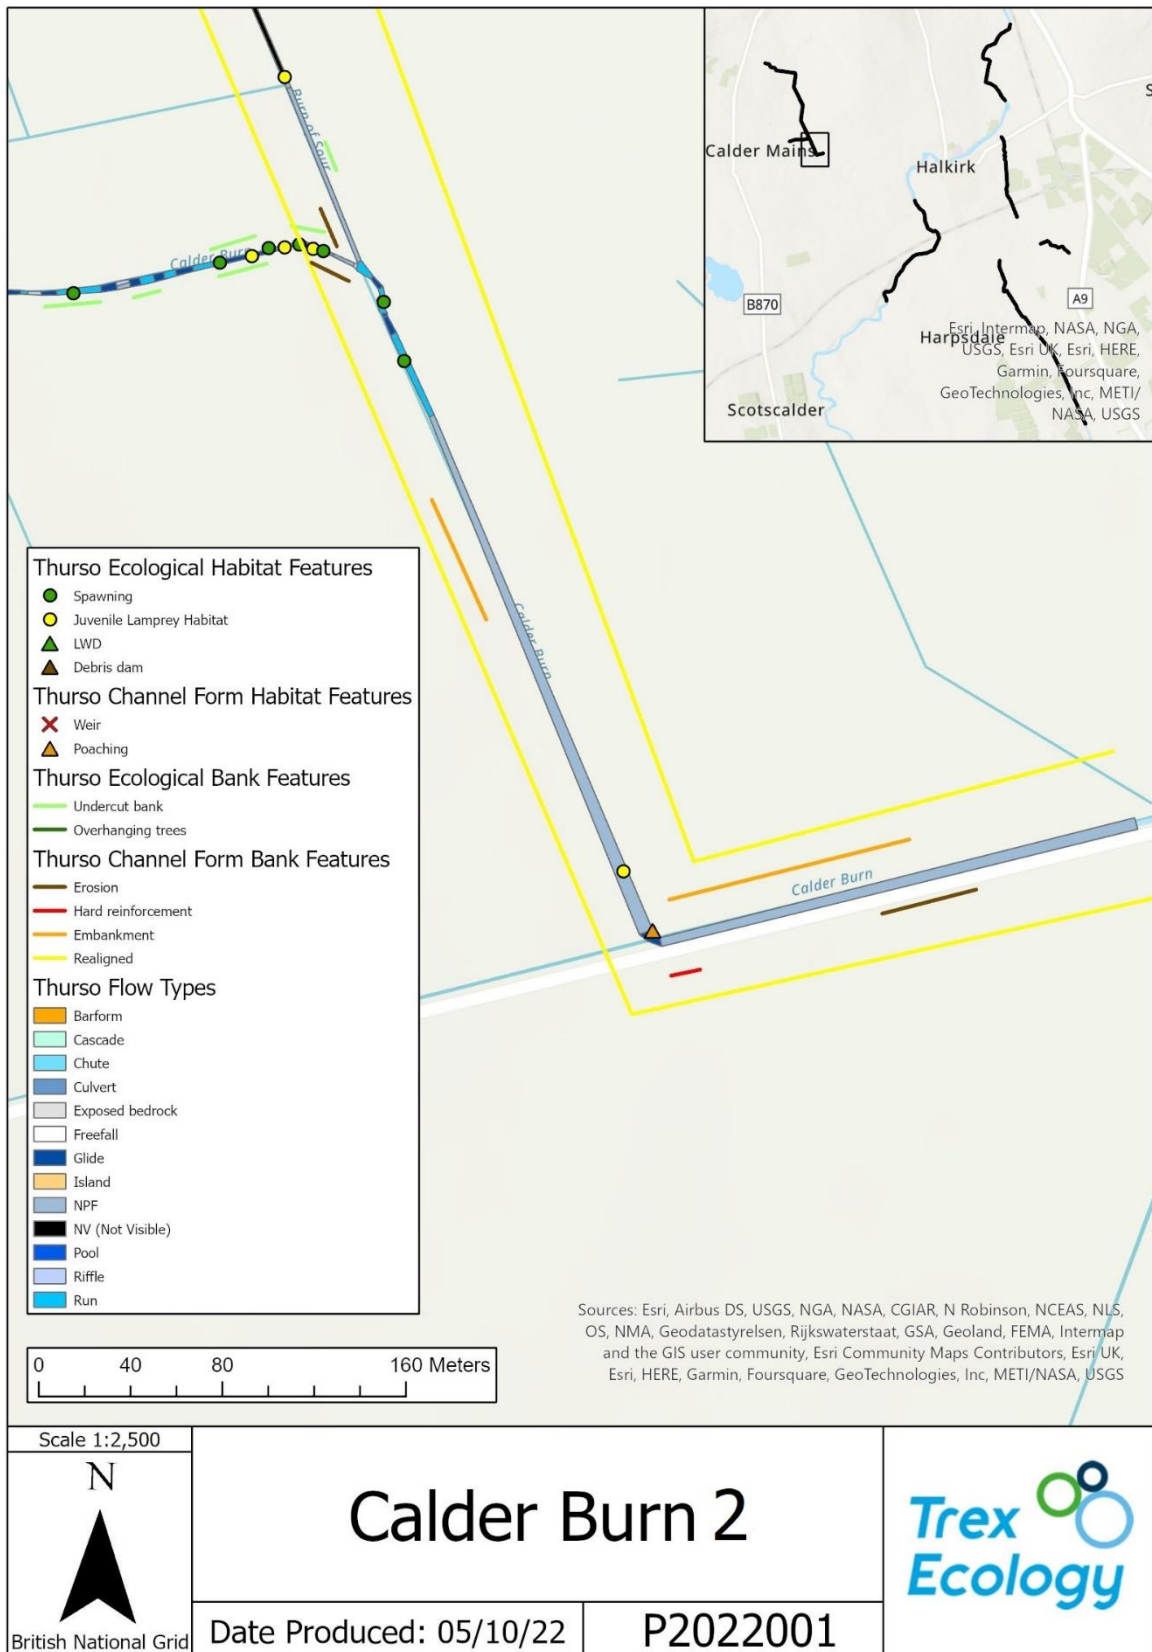 Burn of Sour
Calder Burn
Calder Burn
Calder Burn
Calder Mains
Halkirk
B870
A9
Harpsdale
Scotscalder
Esri, Intermap, NASA, NGA,
USGS, Esri UK, Esri, HERE,
Garmin, Foursquare,
GeoTechnologies, Inc, METI/
NASA, USGS
Thurso Ecological Habitat Features
Spawning
Juvenile Lamprey Habitat
LWD
Debris dam
Thurso Channel Form Habitat Features
Weir
Poaching
Thurso Ecological Bank Features
Undercut bank
Overhanging trees
Thurso Channel Form Bank Features
Erosion
Hard reinforcement
Embankment
Realigned
Thurso Flow Types
Barform
Cascade
Chute
Culvert
Exposed bedrock
Freefall
Glide
Island
NPF
NV (Not Visible)
Pool
Riffle
Run
Sources: Esri, Airbus DS, USGS, NGA, NASA, CGIAR, N Robinson, NCEAS, NLS,
OS, NMA, Geodatastyrelsen, Rijkswaterstaat, GSA, Geoland, FEMA, Intermap
and the GIS user community, Esri Community Maps Contributors, Esri UK,
Esri, HERE, Garmin, Foursquare, GeoTechnologies, Inc, METI/NASA, USGS
0 40 80 160 Meters
Scale 1:2,500
N
British National Grid
Calder Burn 2
Date Produced: 05/10/22
P2022001
Trex
Ecology